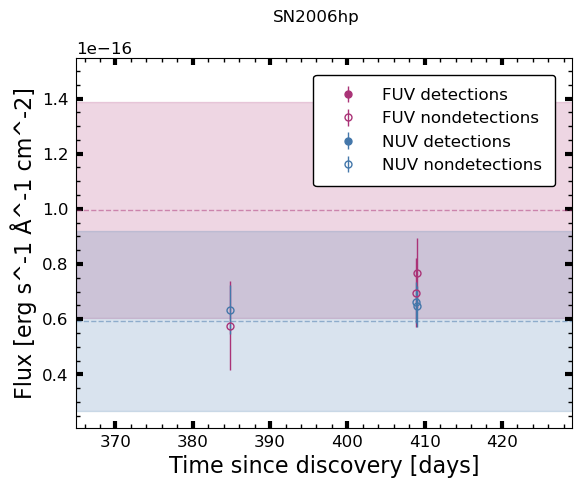 SN2006hp
1e−16
1.4
1.2
1.0
0.8
0.6
0.4
Flux [erg s^-1 Å^-1 cm^-2]
FUV detections
FUV nondetections
NUV detections
NUV nondetections
370
380
390
400
410
420
Time since discovery [days]